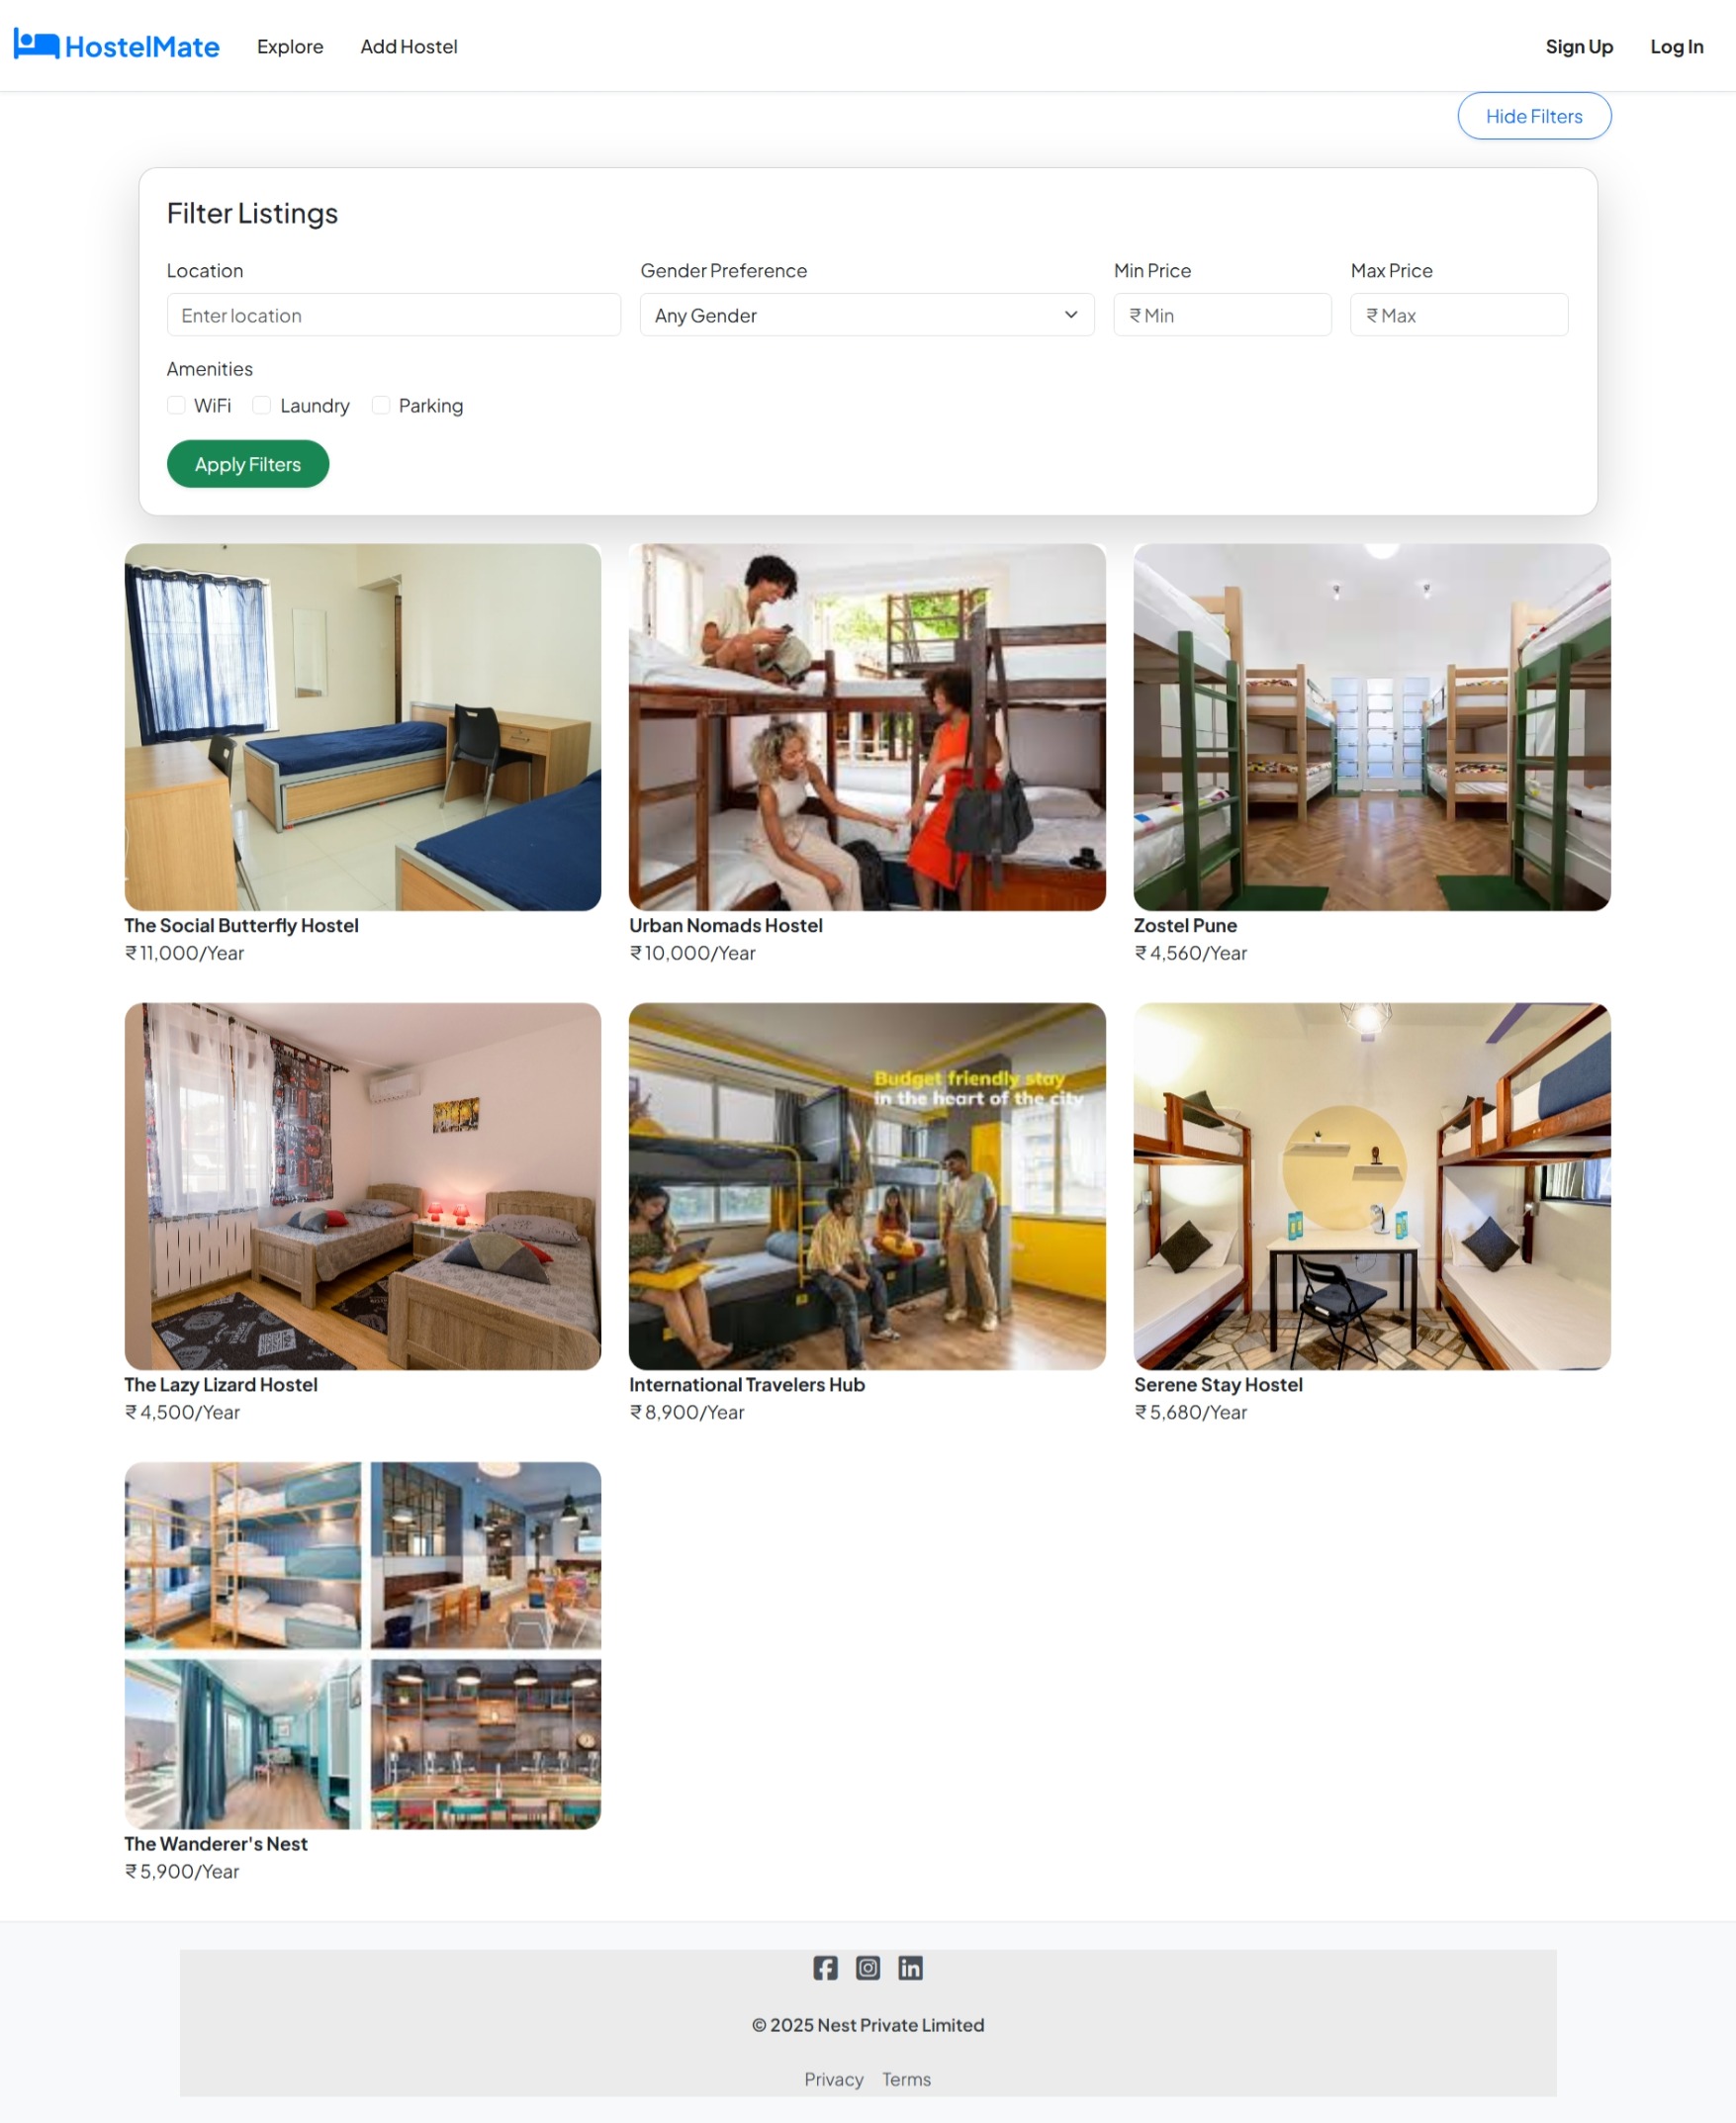 HostelMate Explore Add Hostel Sign Up Log In
Hide Filters
Filter Listings
Location Gender Preference Min Price Max Price
Enter location Any Gender ₹ Min ₹ Max
Amenities
WiFi Laundry Parking
Apply Filters
Budget friendly stay
in the heart of the city
The Social Butterfly Hostel
₹ 11,000/Year
Urban Nomads Hostel
₹ 10,000/Year
Zostel Pune
₹ 4,560/Year
The Lazy Lizard Hostel
₹ 4,500/Year
International Travelers Hub
₹ 8,900/Year
Serene Stay Hostel
₹ 5,680/Year
The Wanderer's Nest
₹ 5,900/Year
© 2025 Nest Private Limited
Privacy Terms